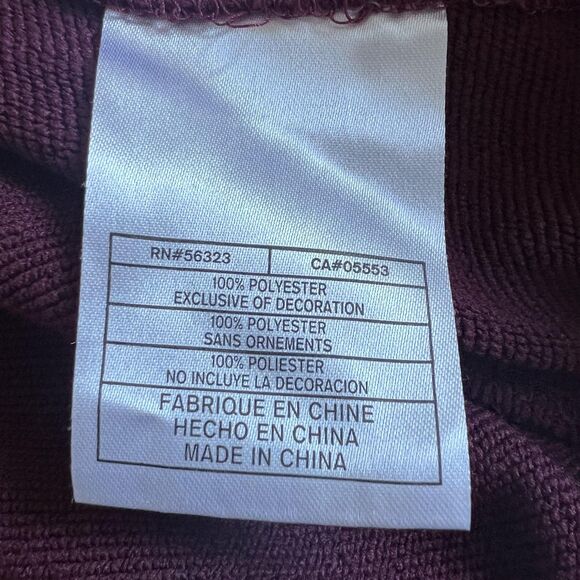 RN#56323 CA#05553
100% POLYESTER
EXCLUSIVE OF DECORATION
100% POLYESTER
SANS ORNEMENTS
100% POLIESTER
NO INCLUYE LA DECORACION
FABRIQUE EN CHINE
HECHO EN CHINA
MADE IN CHINA